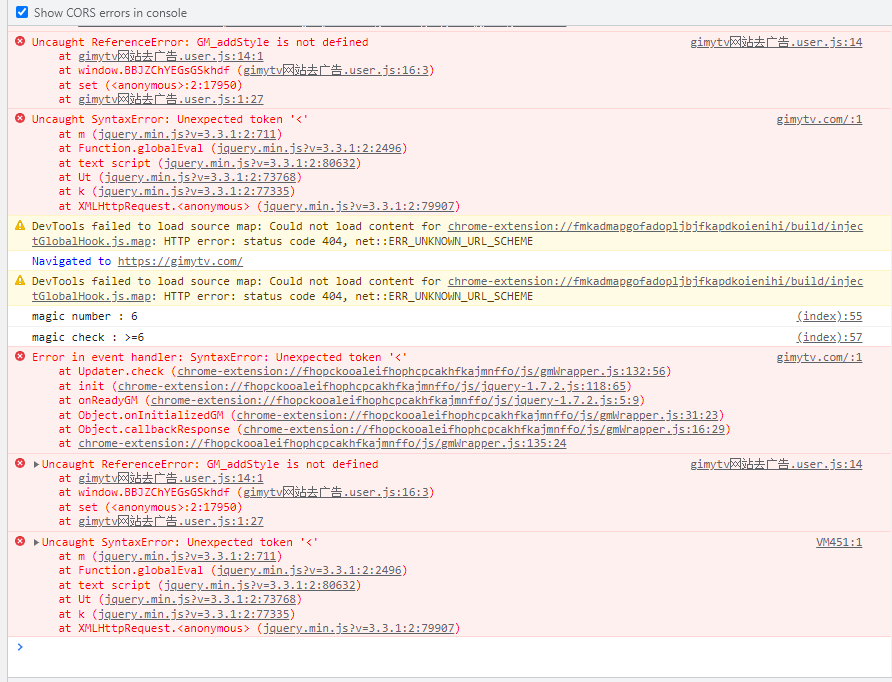 Show CORS errors in console
Uncaught ReferenceError: GM_addStyle is not defined gimytv网站去广告.user.js:14
at gimytv网站去广告.user.js:14:1
at window.BBJZChYEGsGSkhdf (gimytv网站去广告.user.js:16:3)
at set (<anonymous>:2:17950)
at gimytv网站去广告.user.js:1:27
Uncaught SyntaxError: Unexpected token '<' gimytv.com/:1
at m (jquery.min.js?v=3.3.1:2:711)
at Function.globalEval (jquery.min.js?v=3.3.1:2:2496)
at text script (jquery.min.js?v=3.3.1:2:80632)
at Ut (jquery.min.js?v=3.3.1:2:73768)
at k (jquery.min.js?v=3.3.1:2:77335)
at XMLHttpRequest.<anonymous> (jquery.min.js?v=3.3.1:2:79907)
DevTools failed to load source map: Could not load content for chrome-extension://fmkadmapgofadopljbjfkapdkoienihi/build/injec
tGlobalHook.js.map: HTTP error: status code 404, net::ERR_UNKNOWN_URL_SCHEME
Navigated to https://gimytv.com/
DevTools failed to load source map: Could not load content for chrome-extension://fmkadmapgofadopljbjfkapdkoienihi/build/injec
tGlobalHook.js.map: HTTP error: status code 404, net::ERR_UNKNOWN_URL_SCHEME
magic number : 6 (index):55
magic check : >=6 (index):57
Error in event handler: SyntaxError: Unexpected token '<' gimytv.com/:1
at Updater.check (chrome-extension://fhopckooaleifhophcpcakhfkajmnffo/js/gmWrapper.js:132:56)
at init (chrome-extension://fhopckooaleifhophcpcakhfkajmnffo/js/jquery-1.7.2.js:118:65)
at onReadyGM (chrome-extension://fhopckooaleifhophcpcakhfkajmnffo/js/jquery-1.7.2.js:5:9)
at Object.onInitializedGM (chrome-extension://fhopckooaleifhophcpcakhfkajmnffo/js/gmWrapper.js:31:23)
at Object.callbackResponse (chrome-extension://fhopckooaleifhophcpcakhfkajmnffo/js/gmWrapper.js:16:29)
at chrome-extension://fhopckooaleifhophcpcakhfkajmnffo/js/gmWrapper.js:135:24
Uncaught ReferenceError: GM_addStyle is not defined gimytv网站去广告.user.js:14
at gimytv网站去广告.user.js:14:1
at window.BBJZChYEGsGSkhdf (gimytv网站去广告.user.js:16:3)
at set (<anonymous>:2:17950)
at gimytv网站去广告.user.js:1:27
Uncaught SyntaxError: Unexpected token '<' VM451:1
at m (jquery.min.js?v=3.3.1:2:711)
at Function.globalEval (jquery.min.js?v=3.3.1:2:2496)
at text script (jquery.min.js?v=3.3.1:2:80632)
at Ut (jquery.min.js?v=3.3.1:2:73768)
at k (jquery.min.js?v=3.3.1:2:77335)
at XMLHttpRequest.<anonymous> (jquery.min.js?v=3.3.1:2:79907)